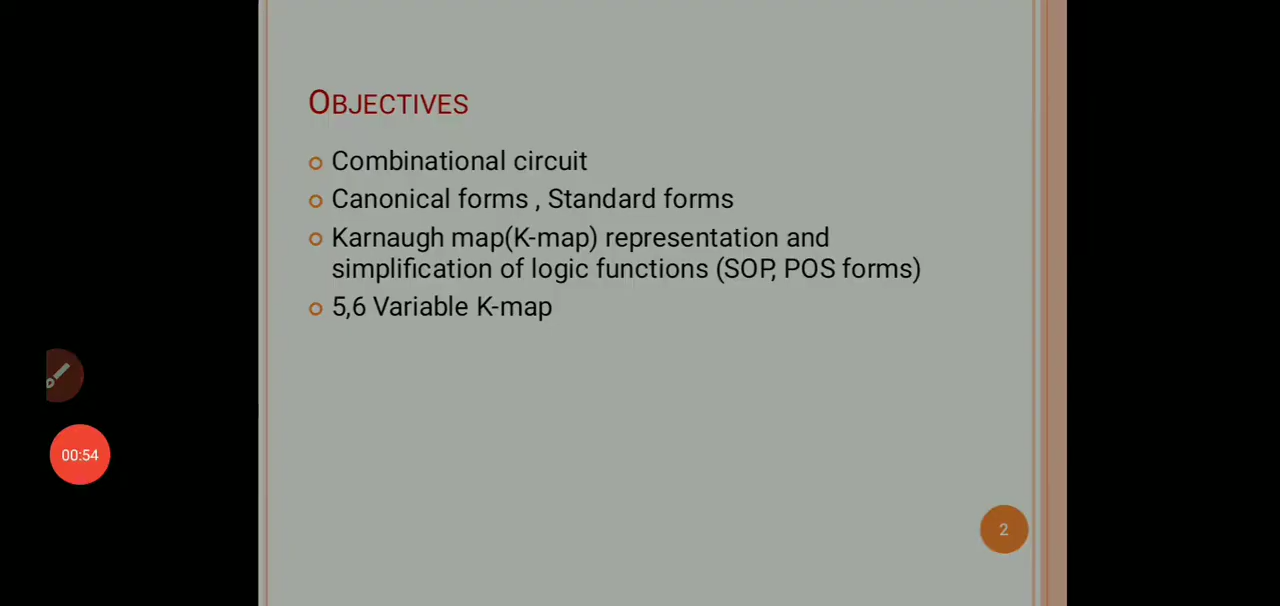 OBJECTIVES
Combinational circuit
Canonical forms , Standard forms
Karnaugh map(K-map) representation and
simplification of logic functions (SOP, POS forms)
5,6 Variable K-map
00:54
2